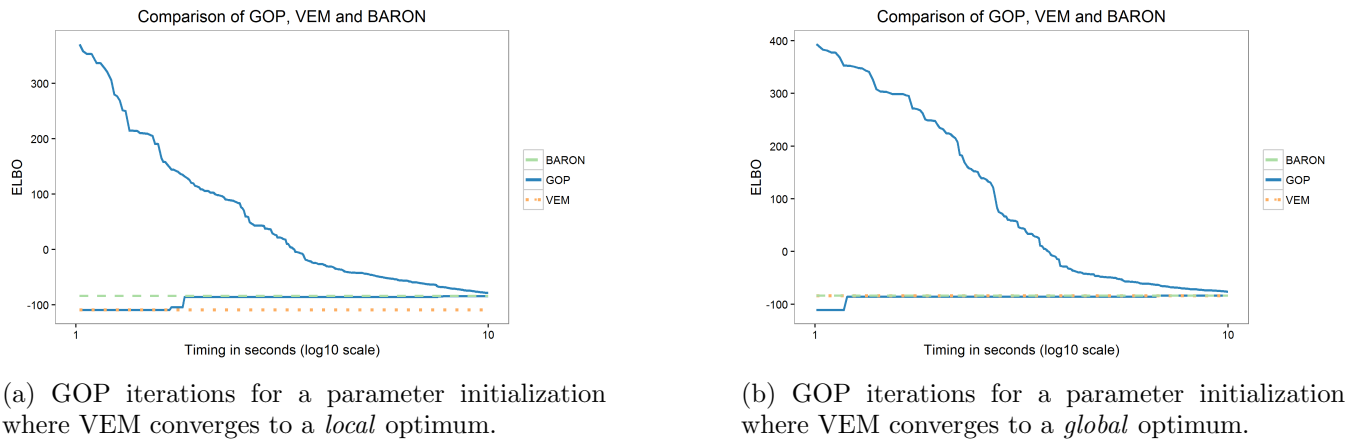 Comparison of GOP, VEM and BARON
ELBO
300
200
100
0
-100
1
10
Timing in seconds (log10 scale)
BARON
GOP
VEM
(a) GOP iterations for a parameter initialization
where VEM converges to a local optimum.
Comparison of GOP, VEM and BARON
ELBO
400
300
200
100
0
-100
1
10
Timing in seconds (log10 scale)
BARON
GOP
VEM
(b) GOP iterations for a parameter initialization
where VEM converges to a global optimum.